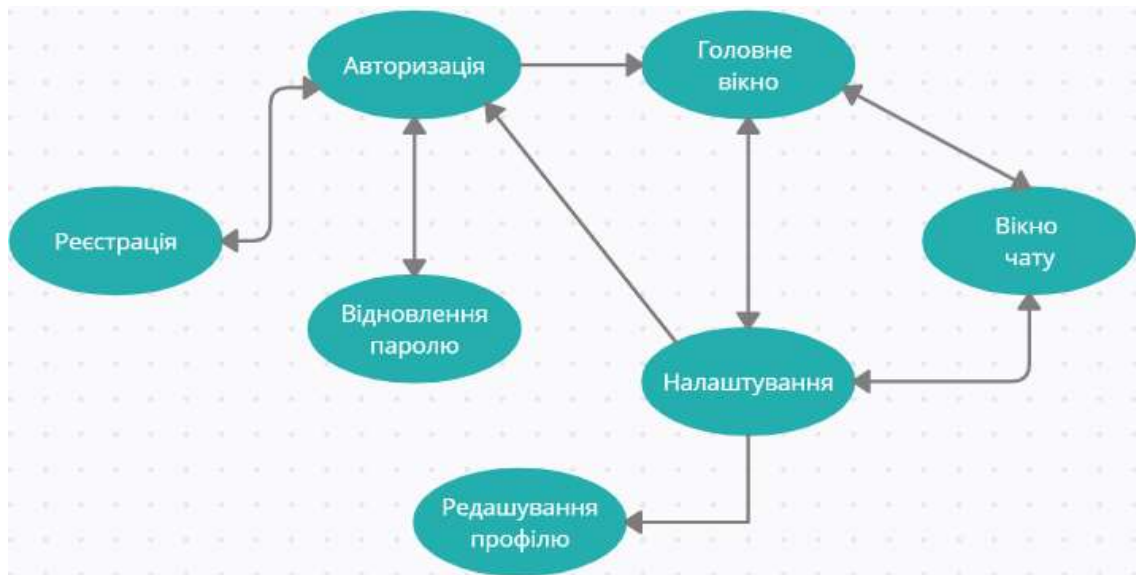 Авторизація
Головне
вікно
Реєстрація
Вікно
чату
Відновлення
паролю
Налаштування
Редашування
профілю